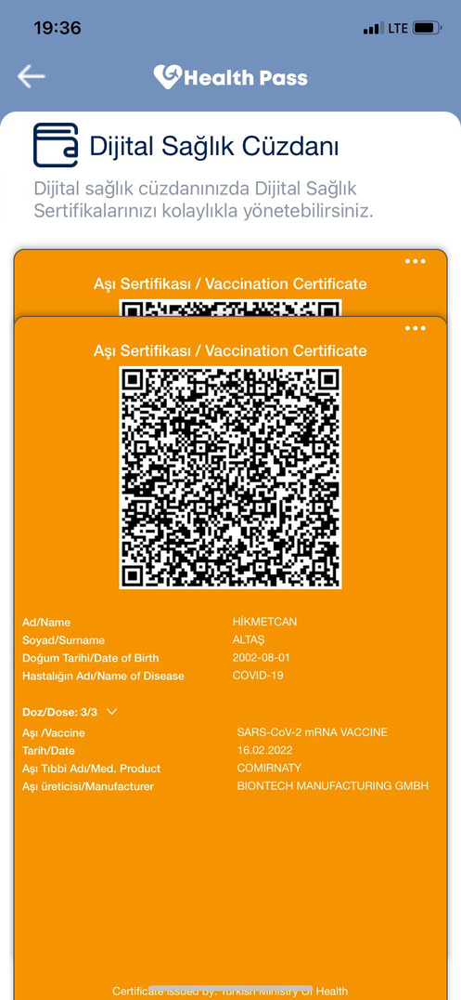 19:36
LTE
Health Pass
Dijital Sağlık Cüzdanı
Dijital sağlık cüzdanınızda Dijital Sağlık
Sertifikalarınızı kolaylıkla yönetebilirsiniz.
Aşı Sertifikası / Vaccination Certificate
Aşı Sertifikası / Vaccination Certificate
Ad/Name HİKMETCAN
Soyad/Surname ALTAŞ
Doğum Tarihi/Date of Birth 2002-08-01
Hastalığın Adı/Name of Disease COVID-19
Doz/Dose: 3/3
Aşı /Vaccine SARS-CoV-2 mRNA VACCINE
Tarih/Date 16.02.2022
Aşı Tıbbi Adı/Med. Product COMIRNATY
Aşı üreticisi/Manufacturer BIONTECH MANUFACTURING GMBH
Certificate issued by: Turkish Ministry Of Health